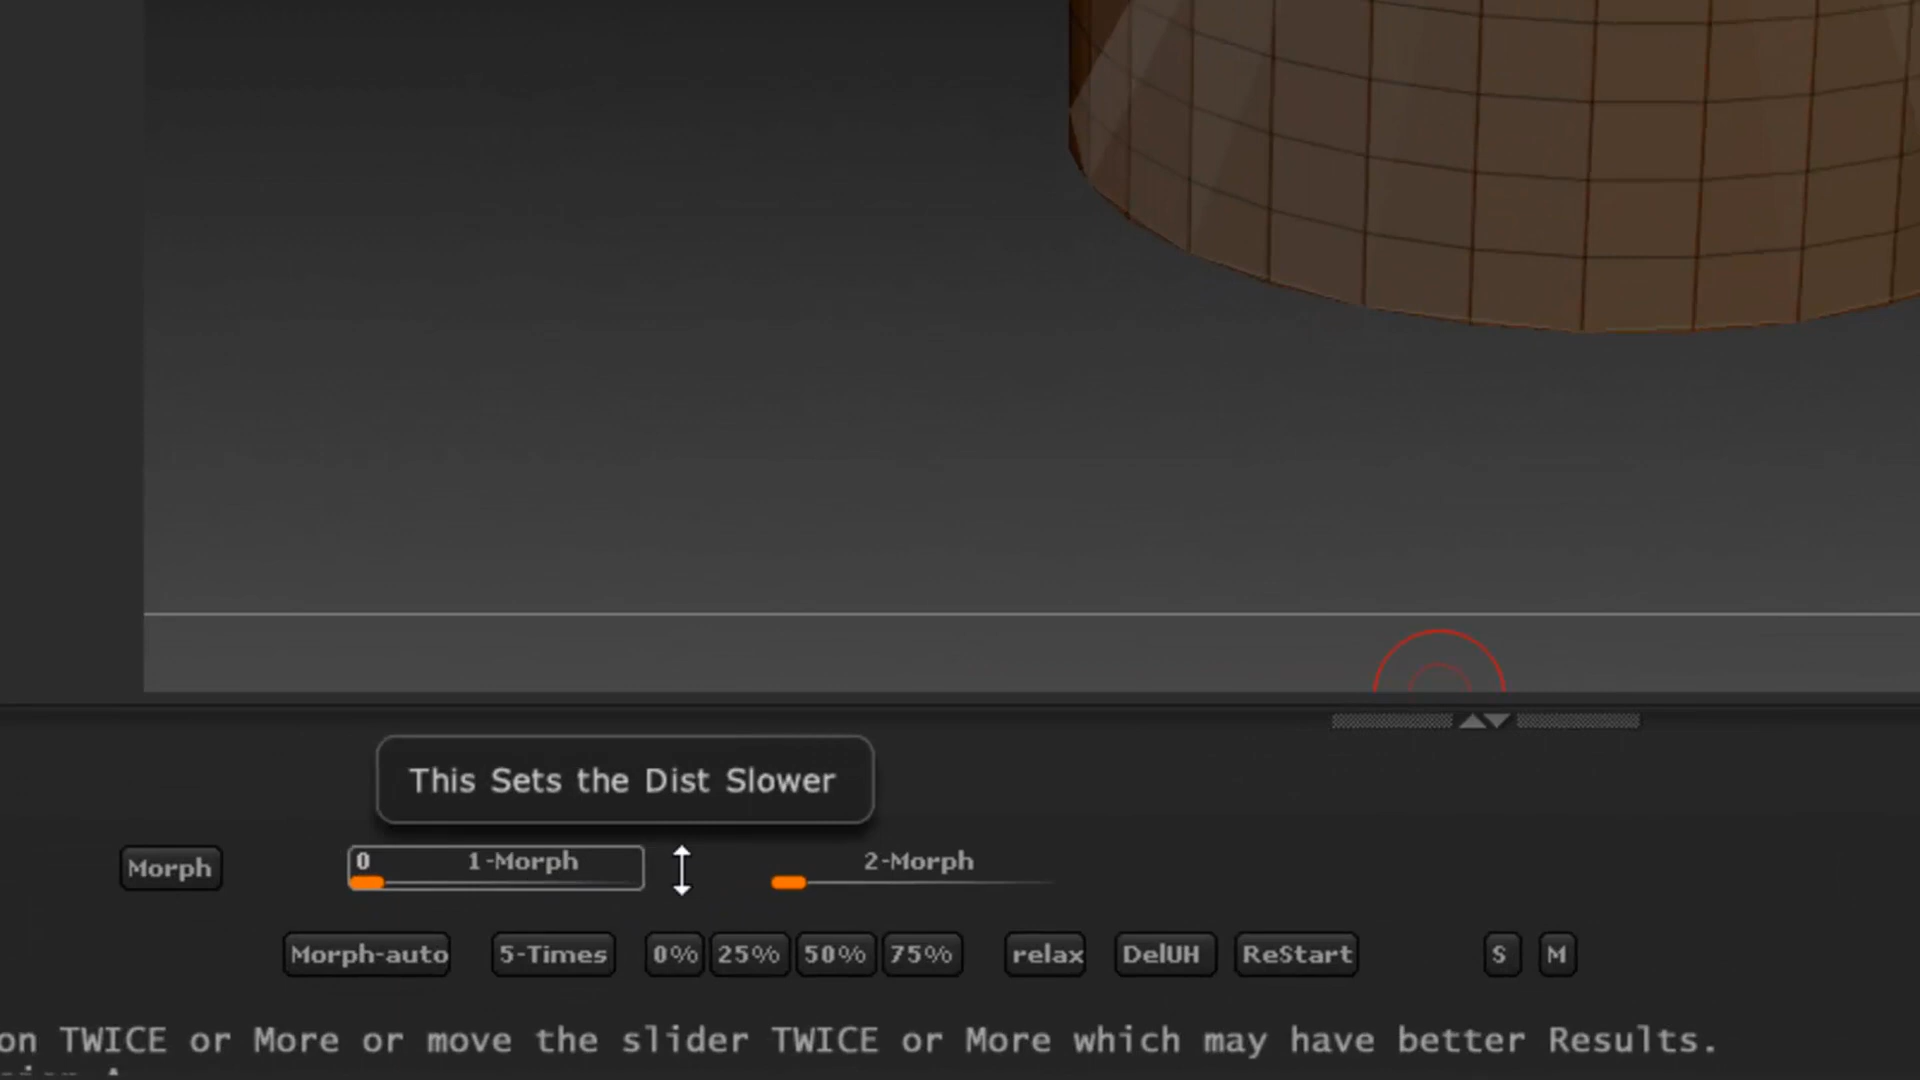 This Sets the Dist Slower
Morph 0 1-Morph 2-Morph
Morph-auto 5-Times 0% 25% 50% 75% relax DelUH ReStart S M
on TWICE or More or move the slider TWICE or More which may have better Results.